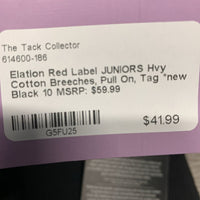 The Tack Collector
614600-186
Elation Red Label JUNIORS Hvy
Cotton Breeches, Pull On, Tag *new
Black 10 MSRP: $59.99
G5FU25
$41.99